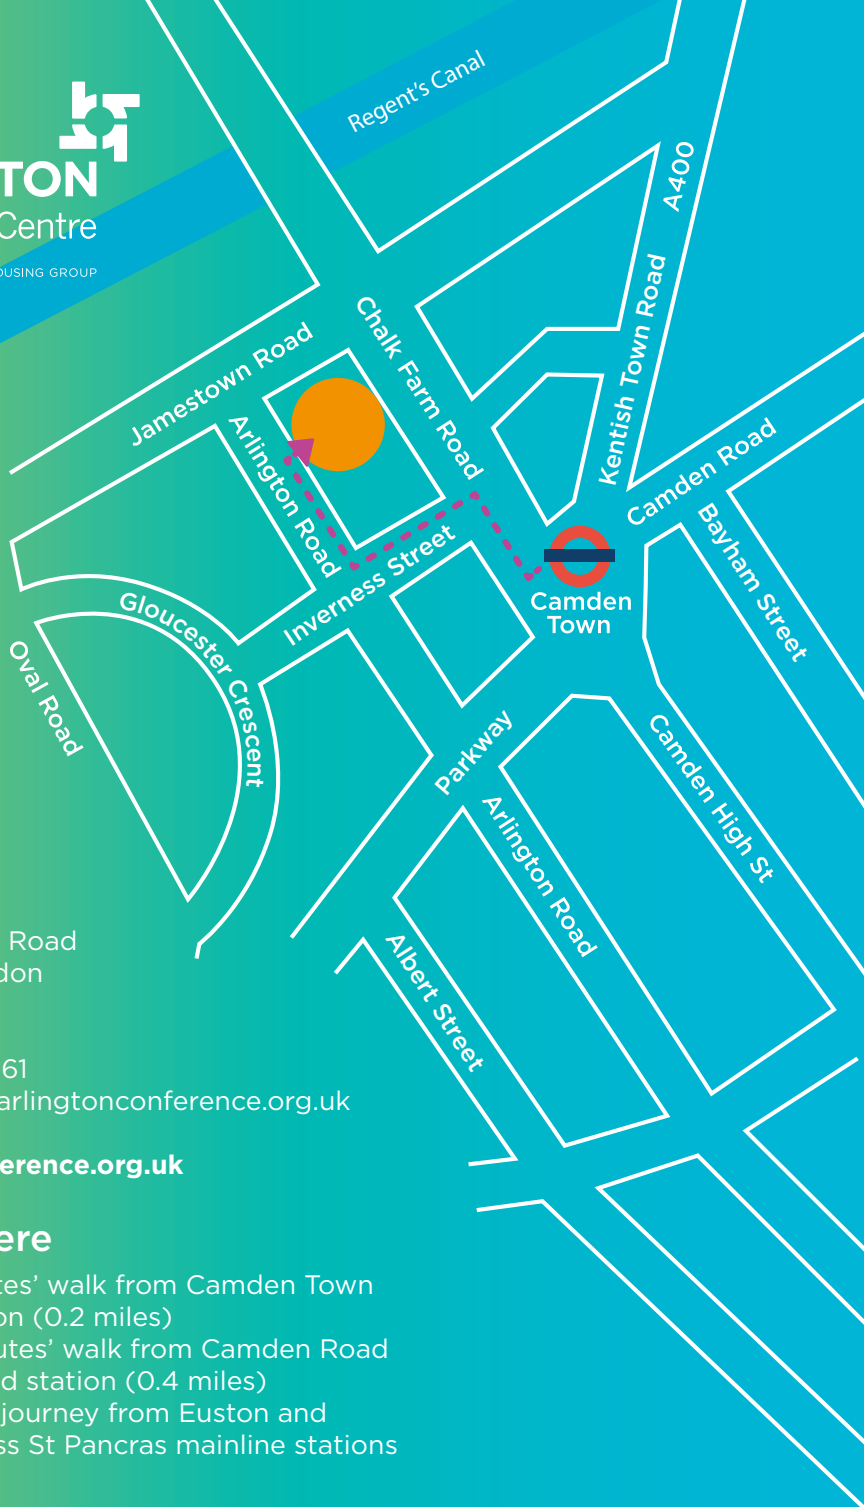 Regent's Canal
TON
Centre
OUSING GROUP
A400
Kentish Town Road
Chalk Farm Road
Jamestown Road
Arlington Road
Camden Road
Bayham Street
Inverness Street
Camden
Town
Gloucester Crescent
Oval Road
Parkway
Camden High St
Arlington Road
Albert Street
Road
don
61
arlingtonconference.org.uk
erence.org.uk
ere
tes’ walk from Camden Town
on (0.2 miles)
utes’ walk from Camden Road
d station (0.4 miles)
journey from Euston and
ss St Pancras mainline stations